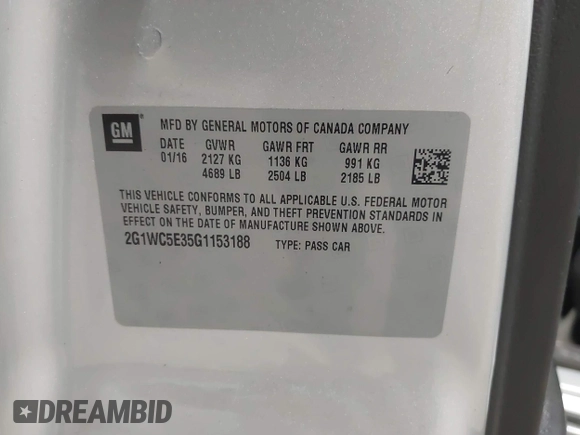 GM
MFD BY GENERAL MOTORS OF CANADA COMPANY
DATE GVWR GAWR FRT GAWR RR
01/16 2127 KG 1136 KG 991 KG
4689 LB 2504 LB 2185 LB
THIS VEHICLE CONFORMS TO ALL APPLICABLE U.S. FEDERAL MOTOR
VEHICLE SAFETY, BUMPER, AND THEFT PREVENTION STANDARDS IN
EFFECT ON THE DATE OF MANUFACTURE SHOWN ABOVE.
2G1WC5E35G1153188 TYPE: PASS CAR
DREAMBID